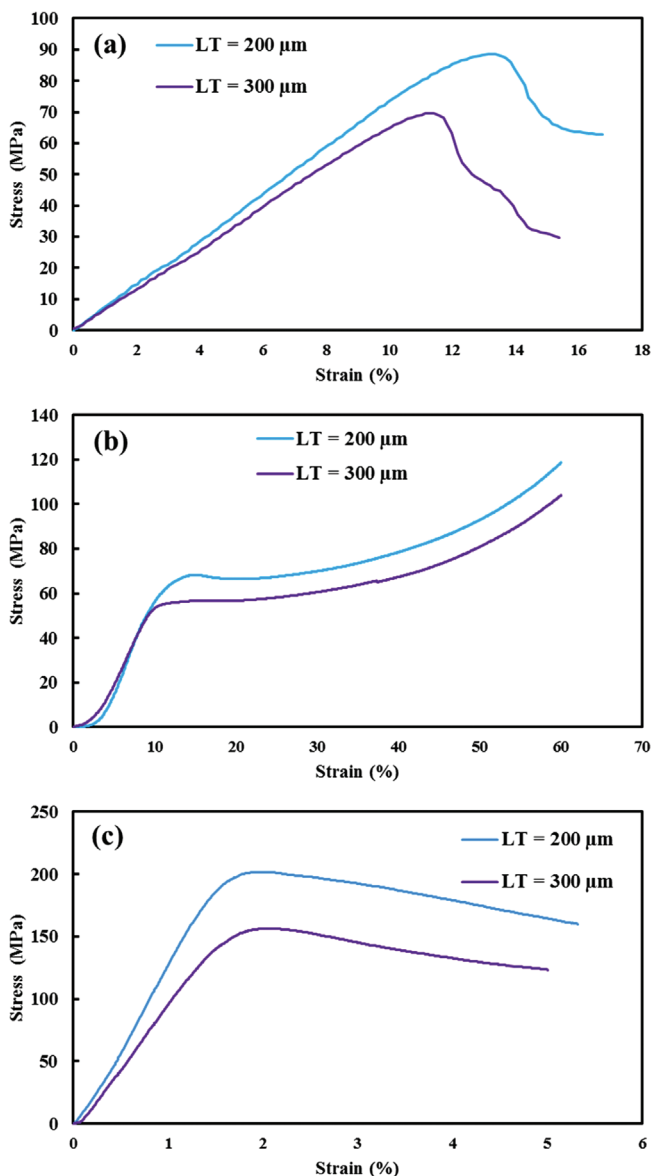 (a)
LT = 200 µm
LT = 300 µm
Stress (MPa)
100
90
80
70
60
50
40
30
20
10
0
0 2 4 6 8 10 12 14 16 18
Strain (%)
(b)
LT = 200 µm
LT = 300 µm
Stress (MPa)
140
120
100
80
60
40
20
0
0 10 20 30 40 50 60 70
Strain (%)
(c)
LT = 200 µm
LT = 300 µm
Stress (MPa)
250
200
150
100
50
0
0 1 2 3 4 5 6
Strain (%)